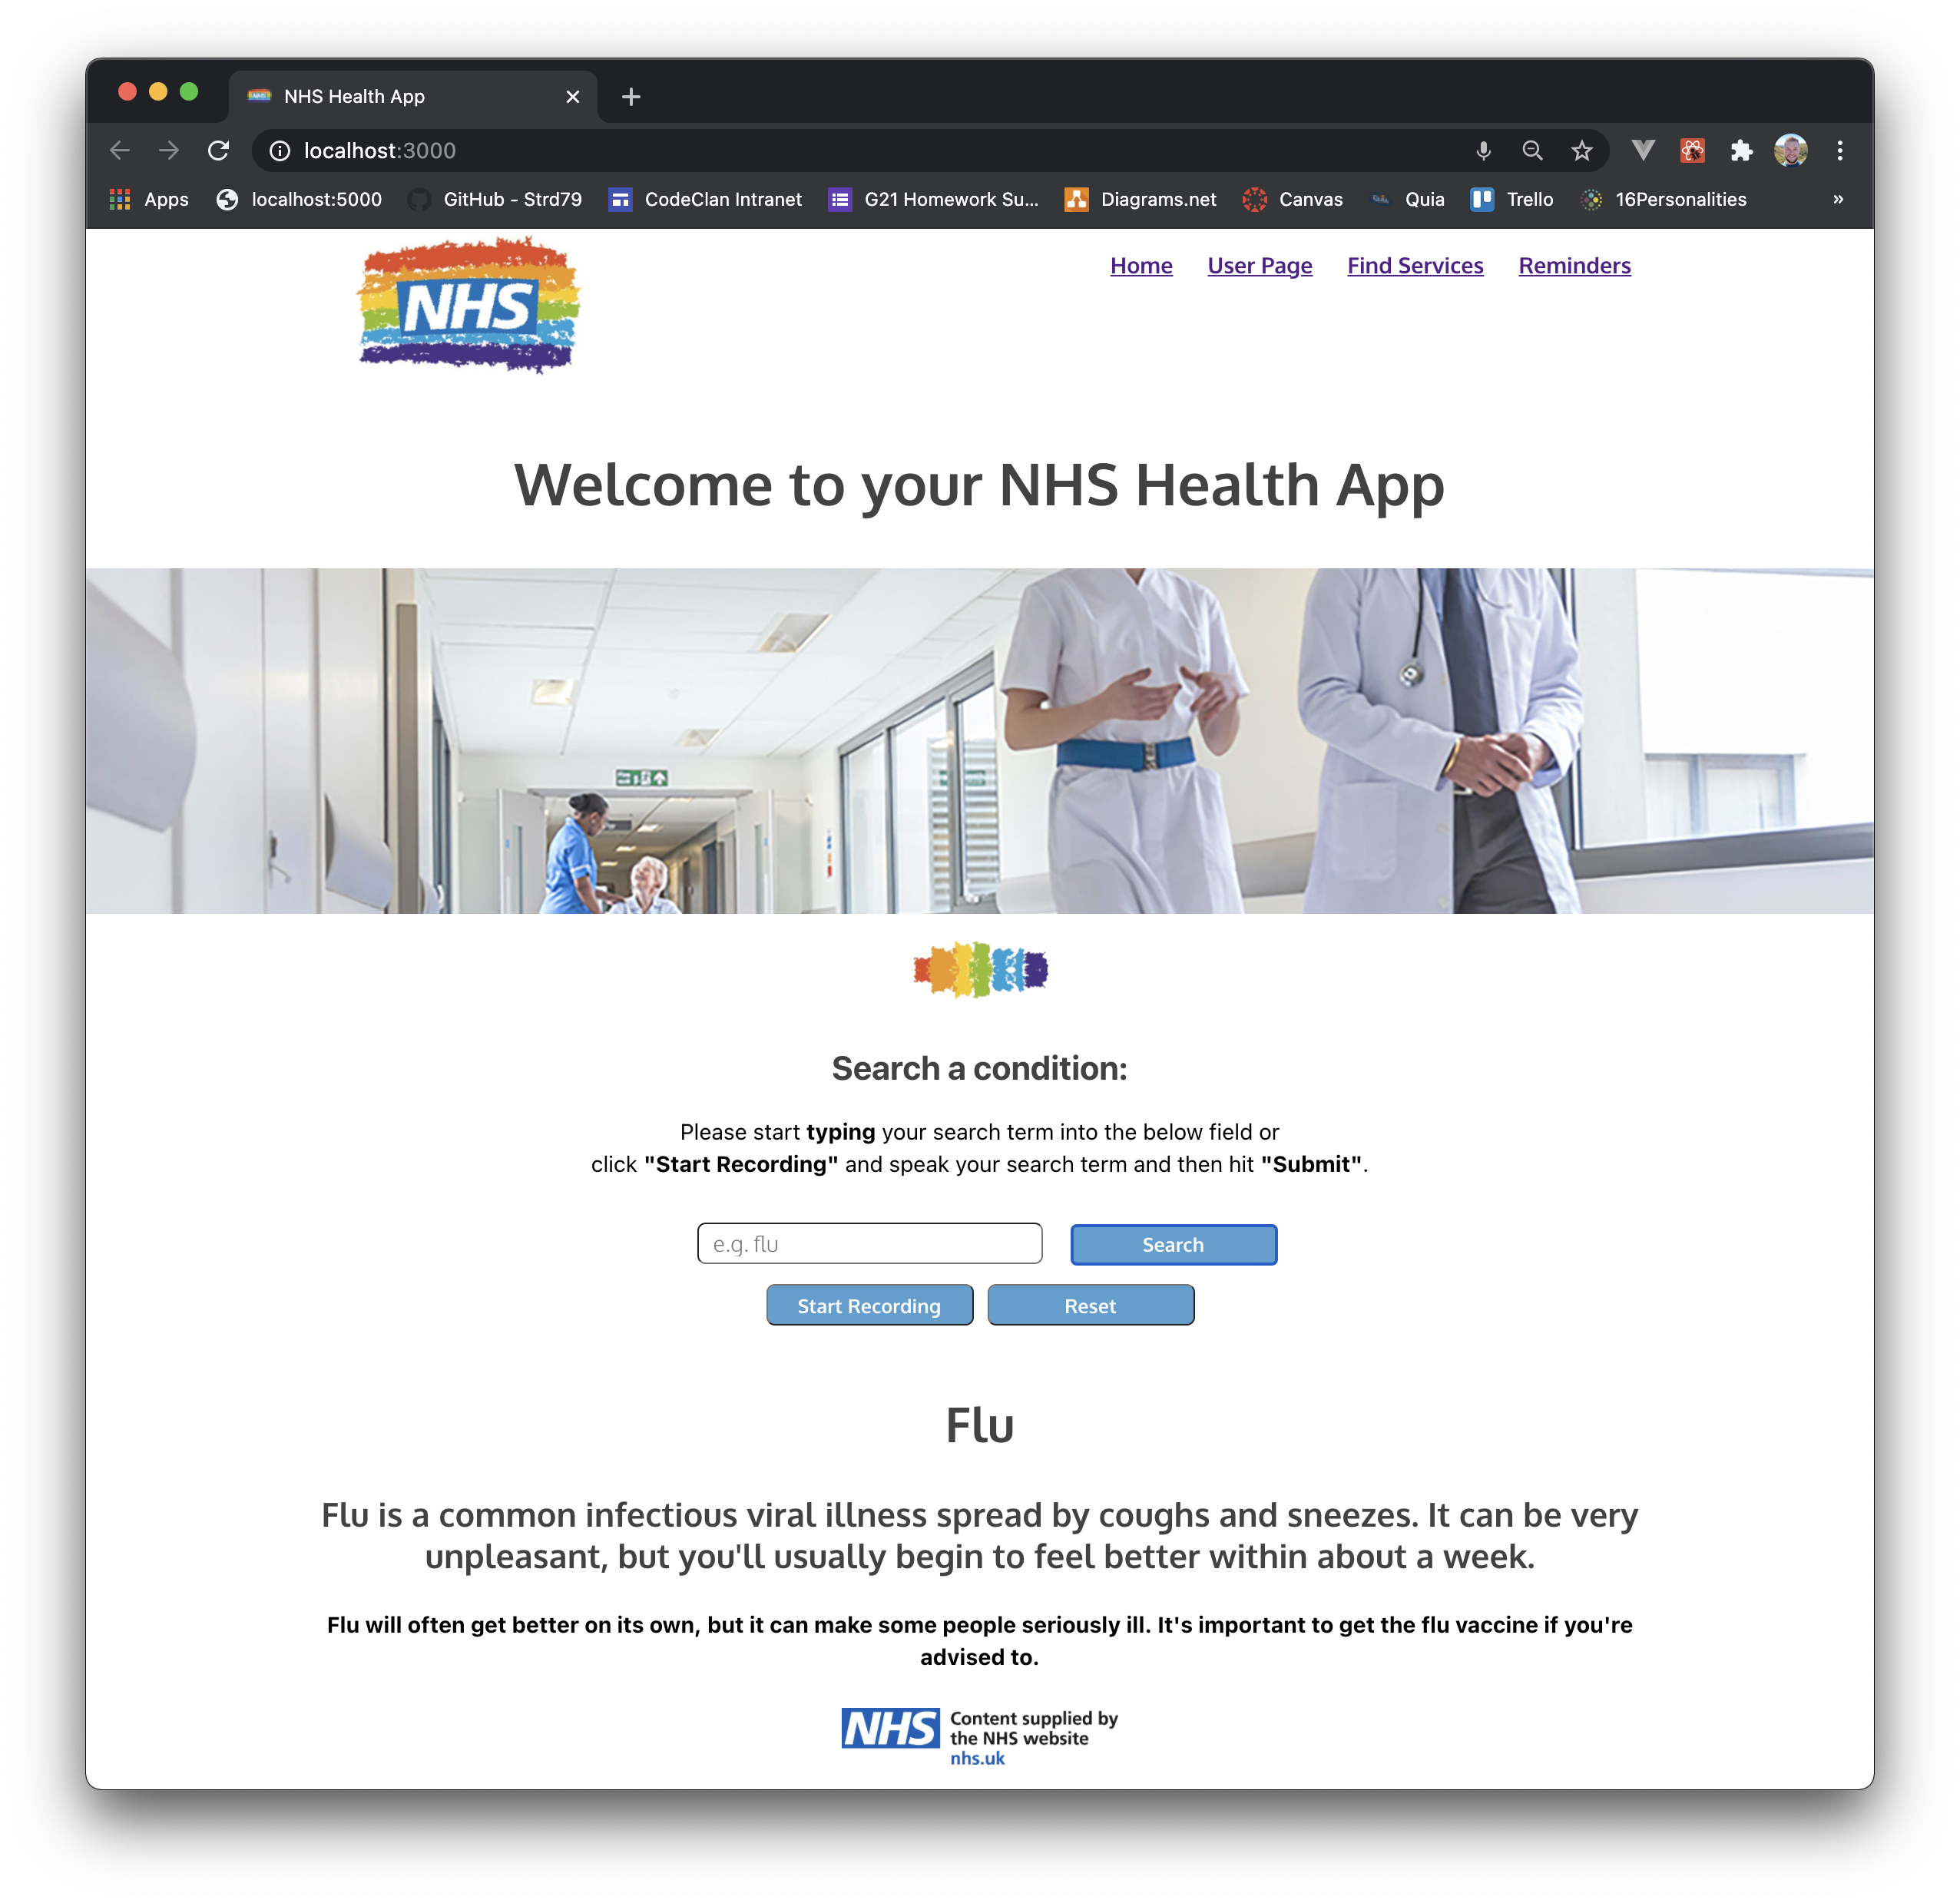 NHS Health App
localhost:3000
Apps
localhost:5000
GitHub - Strd79
CodeClan Intranet
G21 Homework Su...
Diagrams.net
Canvas
Quia
Trello
16Personalities
»
NHS
Home
User Page
Find Services
Reminders
Welcome to your NHS Health App
Search a condition:
Please start typing your search term into the below field or
click "Start Recording" and speak your search term and then hit "Submit".
e.g. flu
Search
Start Recording
Reset
Flu
Flu is a common infectious viral illness spread by coughs and sneezes. It can be very
unpleasant, but you'll usually begin to feel better within about a week.
Flu will often get better on its own, but it can make some people seriously ill. It's important to get the flu vaccine if you're
advised to.
NHS
Content supplied by
the NHS website
nhs.uk